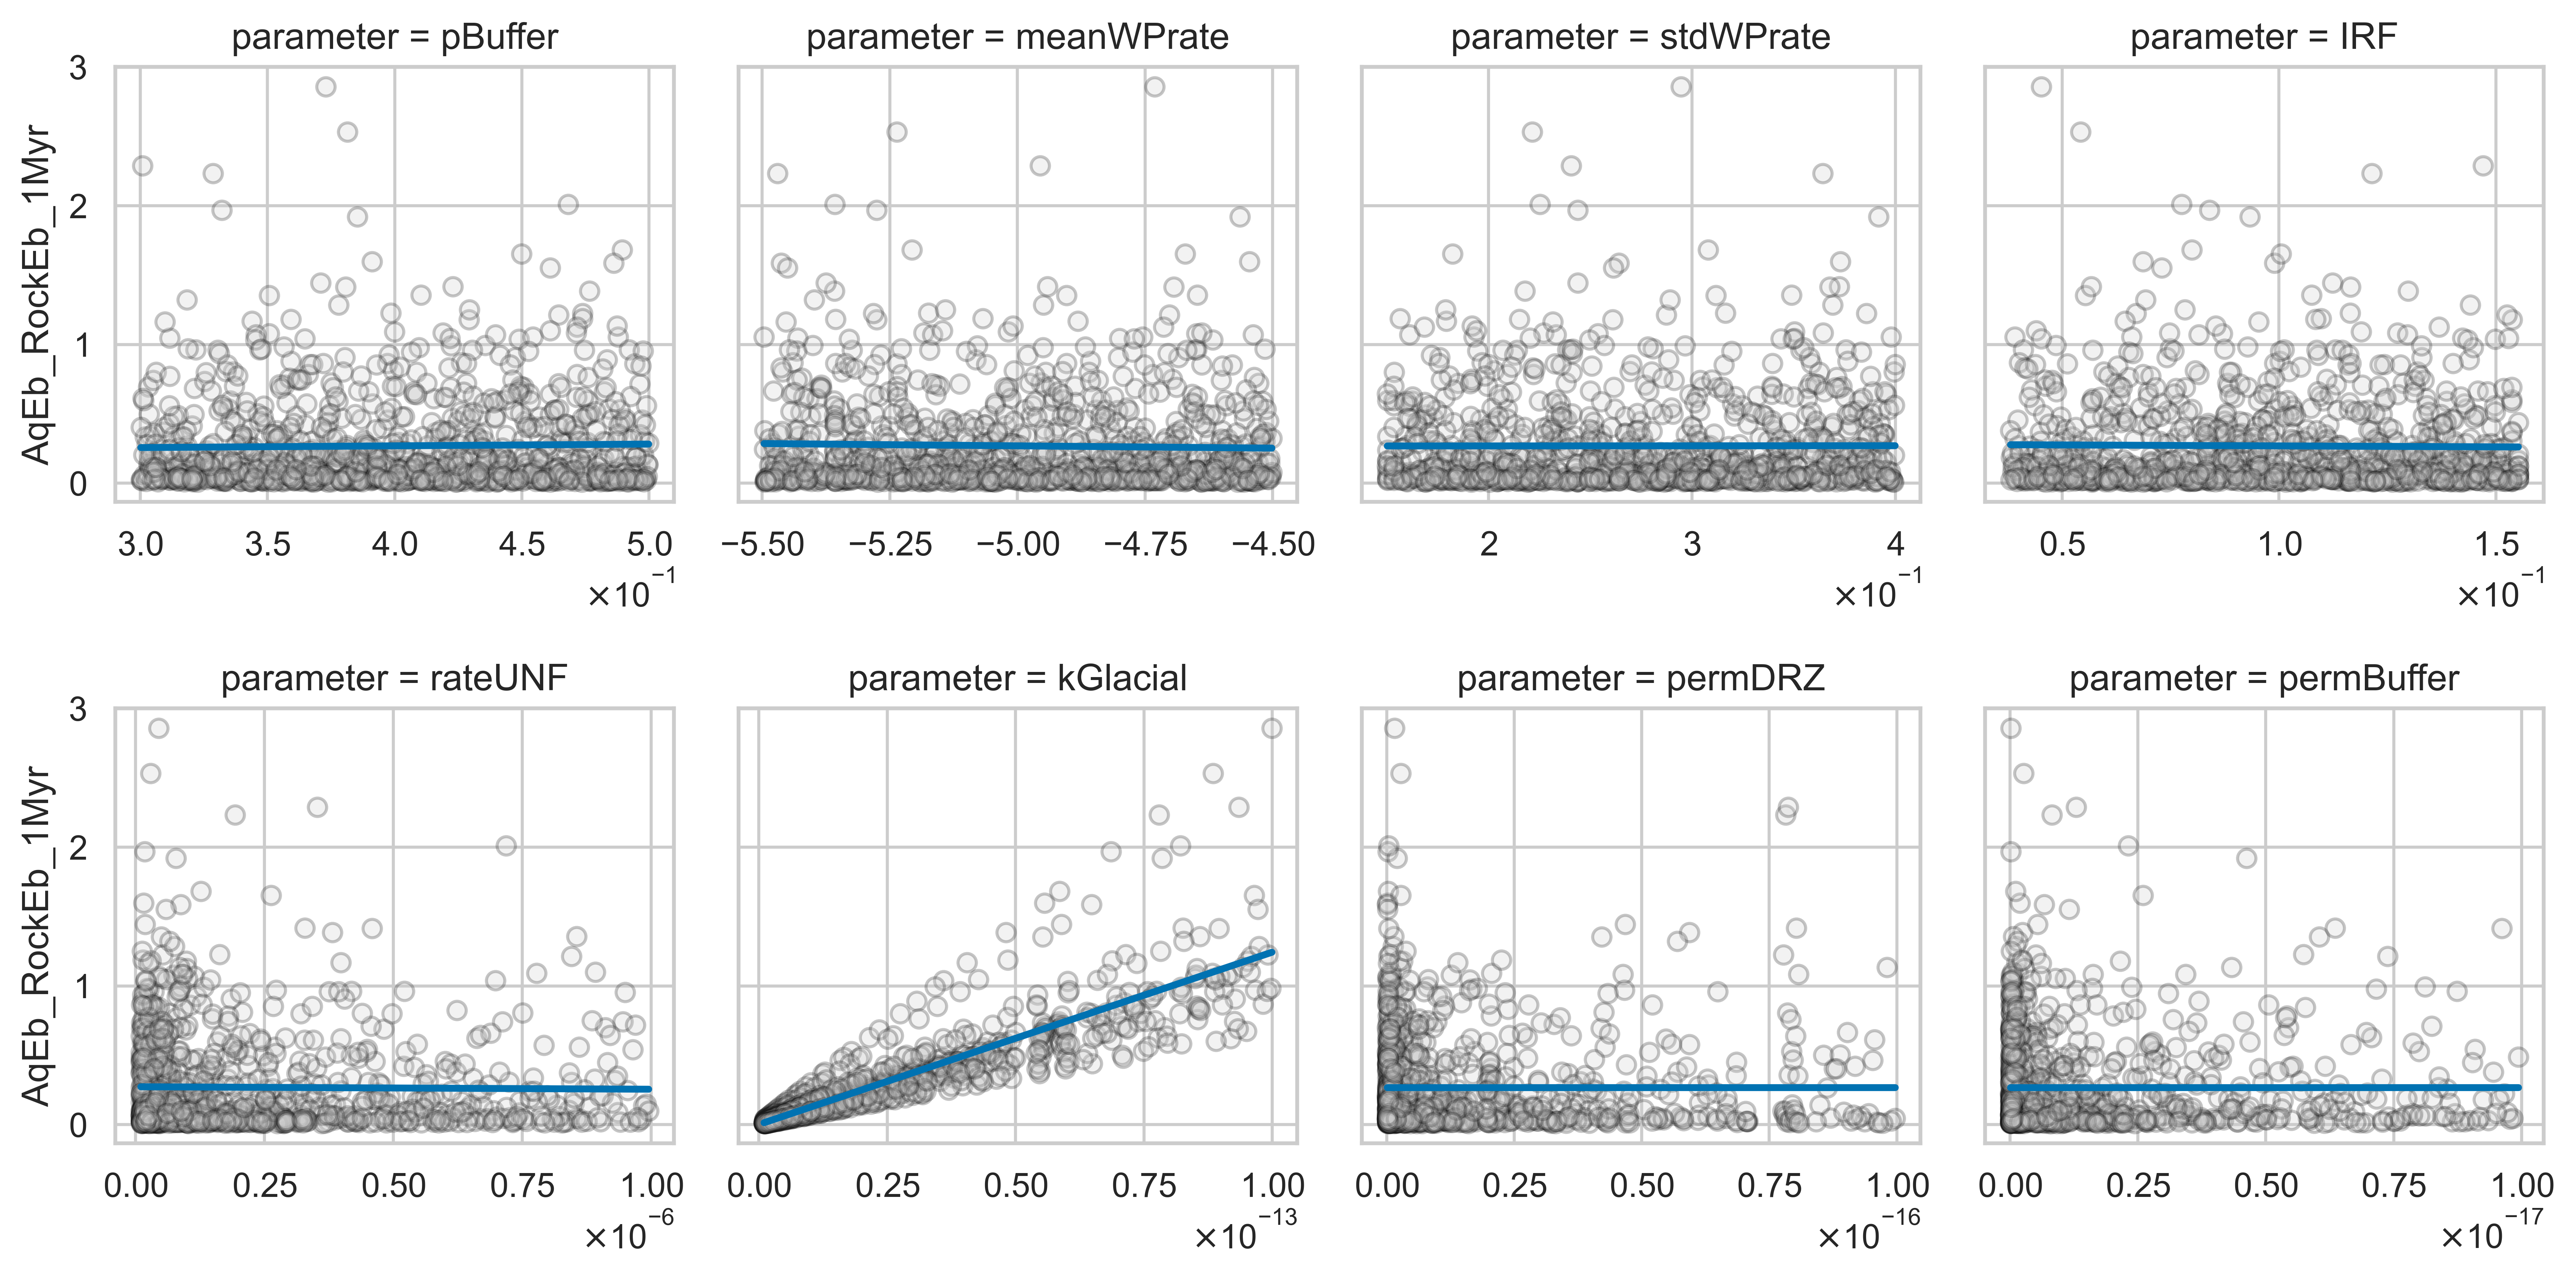 parameter = pBuffer
parameter = meanWPrate
parameter = stdWPrate
parameter = IRF
AqEb_RockEb_1Myr
3
2
1
0
3.0 3.5 4.0 4.5 5.0
×10⁻¹
−5.50 −5.25 −5.00 −4.75 −4.50
2 3 4
×10⁻¹
0.5 1.0 1.5
×10⁻¹
parameter = rateUNF
parameter = kGlacial
parameter = permDRZ
parameter = permBuffer
AqEb_RockEb_1Myr
3
2
1
0
0.00 0.25 0.50 0.75 1.00
×10⁻⁶
0.00 0.25 0.50 0.75 1.00
×10⁻¹³
0.00 0.25 0.50 0.75 1.00
×10⁻¹⁶
0.00 0.25 0.50 0.75 1.00
×10⁻¹⁷